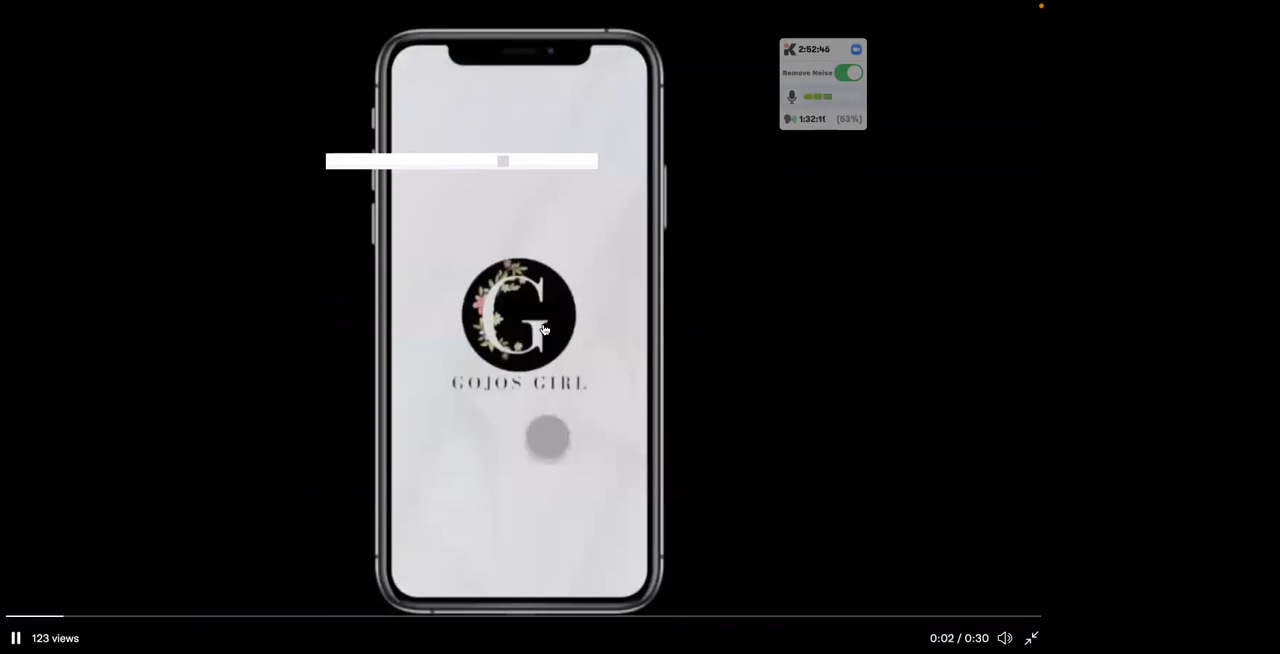 2:52:46
Remove Noise
1:32:11 (53%)
G
GOJOS GIRL
123 views
0:02 / 0:30